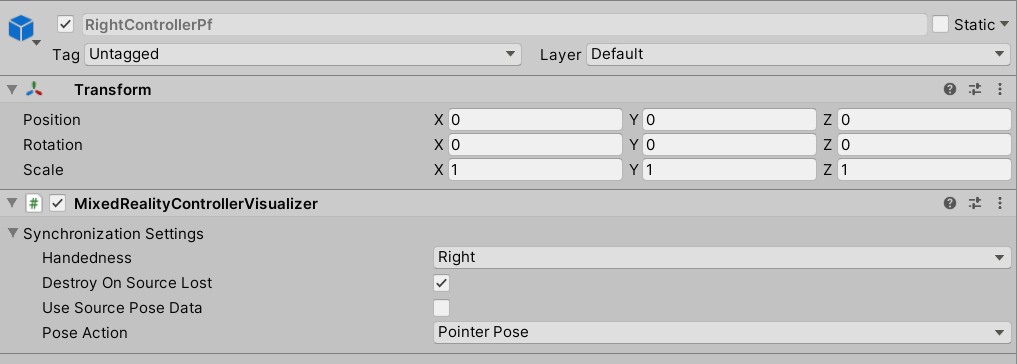 RightControllerPf Static
Tag Untagged Layer Default
Transform
Position X 0 Y 0 Z 0
Rotation X 0 Y 0 Z 0
Scale X 1 Y 1 Z 1
# MixedRealityControllerVisualizer
Synchronization Settings
Handedness Right
Destroy On Source Lost
Use Source Pose Data
Pose Action Pointer Pose